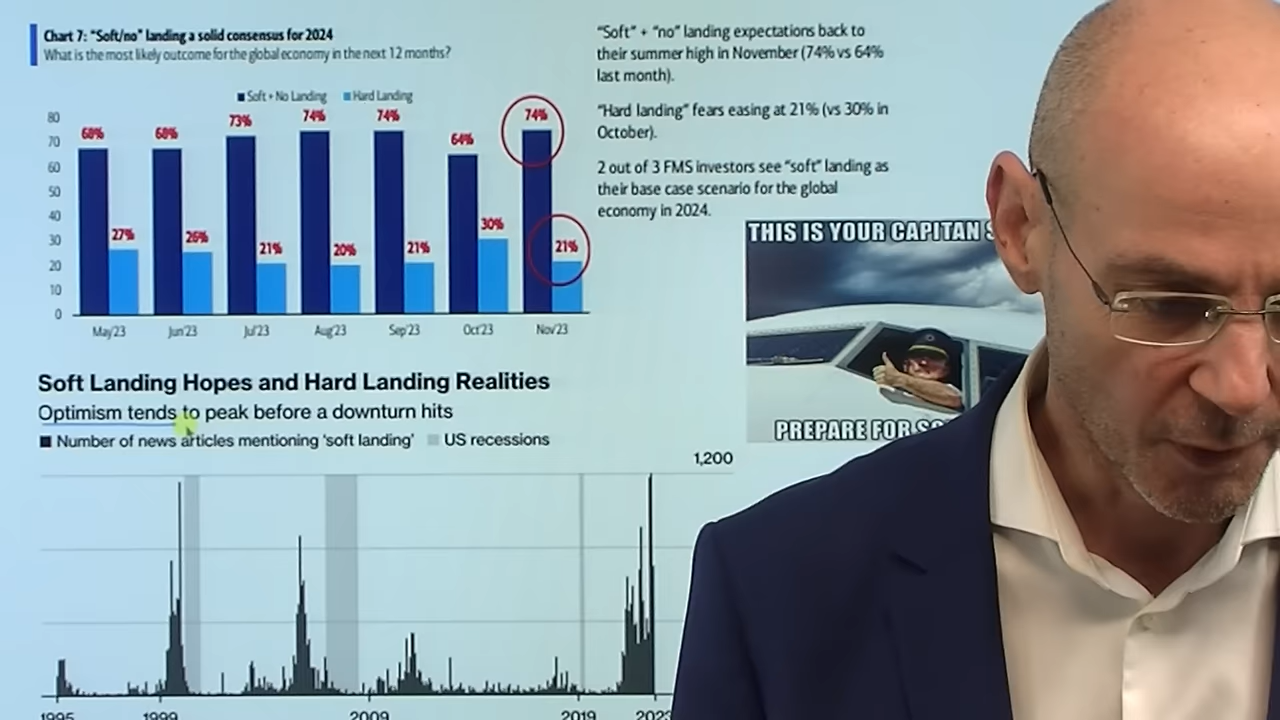 Chart 7: “Soft/no” landing a solid consensus for 2024
What is the most likely outcome for the global economy in the next 12 months?
Soft + No Landing
Hard Landing
80
70
60
50
40
30
20
10
0
68%
27%
68%
26%
73%
21%
74%
20%
74%
21%
64%
30%
74%
21%
May'23
Jun'23
Jul'23
Aug'23
Sep'23
Oct'23
Nov'23
“Soft” + “no” landing expectations back to
their summer high in November (74% vs 64%
last month).
“Hard landing” fears easing at 21% (vs 30% in
October).
2 out of 3 FMS investors see “soft” landing as
their base case scenario for the global
economy in 2024.
THIS IS YOUR CAPITAN
PREPARE FOR
Soft Landing Hopes and Hard Landing Realities
Optimism tends to peak before a downturn hits
Number of news articles mentioning ‘soft landing’
US recessions
1,200
1995
1999
2009
2019
2023